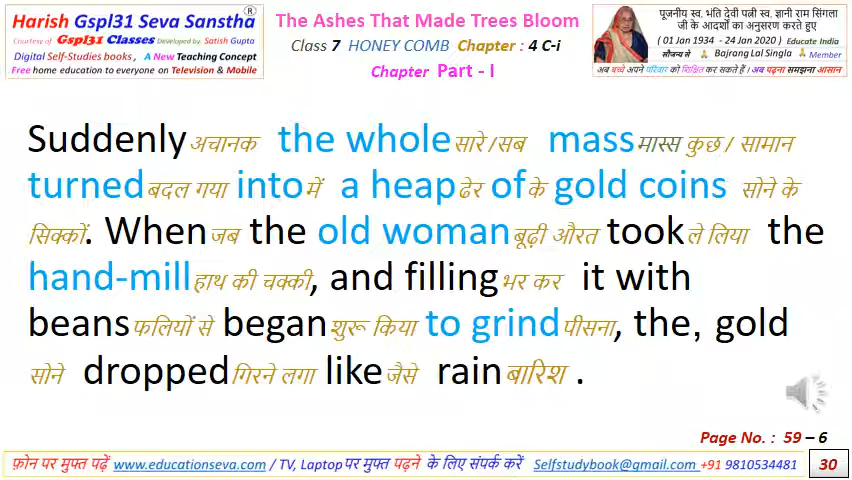 Harish Gspl31 Seva Sanstha®
Courtesy of Gspl31 Classes Developed by Satish Gupta
Digital Self-Studies books, A New Teaching Concept
Free home education to everyone on Television & Mobile
The Ashes That Made Trees Bloom
Class 7 HONEY COMB Chapter : 4 C-i
Chapter Part - I
पूजनीय स्व. भंति देवी पत्नी स्व. ज्ञानी राम सिंगला
जी के आदर्शों का अनुसरण करते हुए
( 01 Jan 1934 - 24 Jan 2020 ) Educate India
सौजन्य से Bajrang Lal Singla Member
अब बच्चे अपने परिवार को शिक्षित कर सकते हैं । अब पढ़ना समझना आसान
Suddenly अचानक the whole सारे /सब mass मास्स कुछ / सामान
turned बदल गया into में a heap ढेर of के gold coins सोने के
सिक्कों. When जब the old woman बूढ़ी औरत took ले लिया the
hand-mill हाथ की चक्की, and filling भर कर it with
beans फलियों से began शुरू किया to grind पीसना, the, gold
सोने dropped गिरने लगा like जैसे rain बारिश .
Page No. : 59 – 6
फ़ोन पर मुफ्त पढ़ें www.educationseva.com / TV, Laptop पर मुफ्त पढ़ने के लिए संपर्क करें Selfstudybook@gmail.com +91 9810534481 30